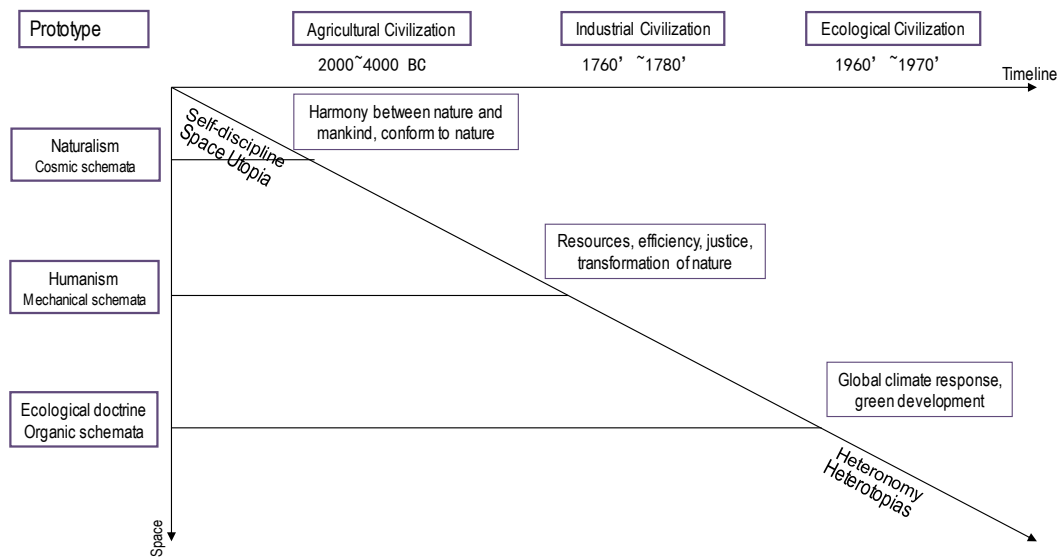 Prototype
Agricultural Civilization
Industrial Civilization
Ecological Civilization
2000~4000 BC
1760' ~1780'
1960' ~1970'
Timeline
Harmony between nature and
mankind, conform to nature
Self-discipline
Space Utopia
Naturalism
Cosmic schemata
Resources, efficiency, justice,
transformation of nature
Humanism
Mechanical schemata
Global climate response,
green development
Ecological doctrine
Organic schemata
Heteronomy
Heterotopias
Space